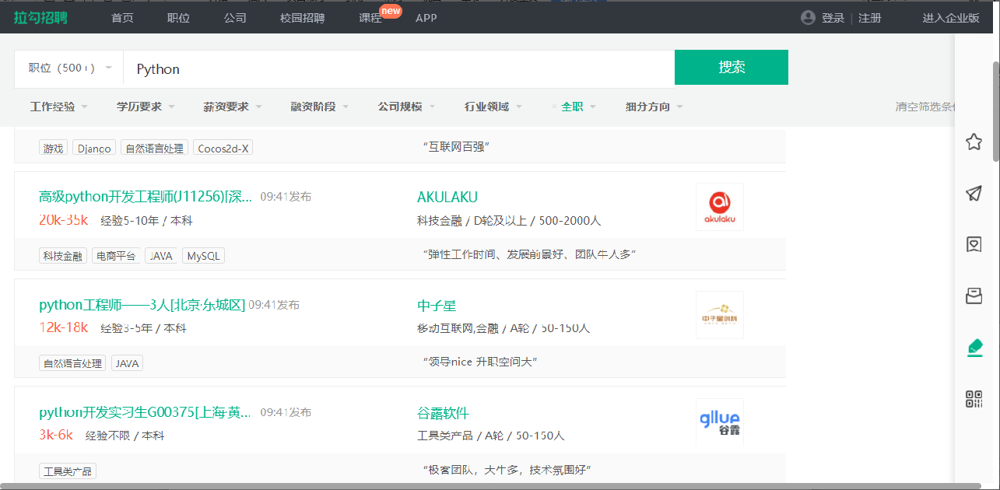 拉勾招聘 首页 职位 公司 校园招聘 课程 new APP 登录 | 注册 进入企业版
职位（500+） Python 搜索
工作经验 学历要求 薪资要求 融资阶段 公司规模 行业领域 × 全职 细分方向 清空筛选条件
游戏 Django 自然语言处理 Cocos2d-X “互联网百强”
高级python开发工程师(J11256)[深... 09:41发布 AKULAKU
20k-35k 经验5-10年 / 本科 科技金融 / D轮及以上 / 500-2000人
akulaku
科技金融 电商平台 JAVA MySQL “弹性工作时间、发展前景好、团队牛人多”
python工程师——3人[北京·东城区] 09:41发布 中子星
12k-18k 经验3-5年 / 本科 移动互联网,金融 / A轮 / 50-150人
中子星创科
自然语言处理 JAVA “领导nice 升职空间大”
python开发实习生G00375[上海·黄... 09:41发布 谷露软件
3k-6k 经验不限 / 本科 工具类产品 / A轮 / 50-150人
gllue
谷露
工具类产品 “极客团队，大牛多，技术氛围好”